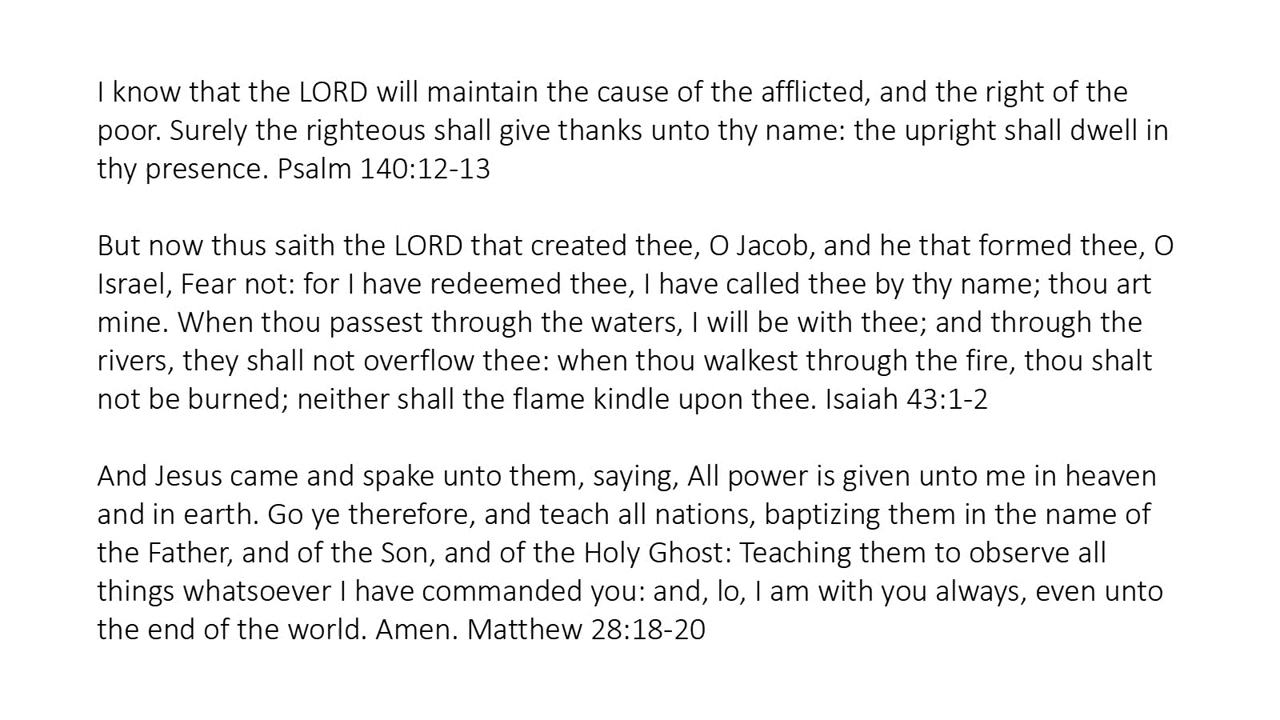 I know that the LORD will maintain the cause of the afflicted, and the right of the
poor. Surely the righteous shall give thanks unto thy name: the upright shall dwell in
thy presence. Psalm 140:12-13
But now thus saith the LORD that created thee, O Jacob, and he that formed thee, O
Israel, Fear not: for I have redeemed thee, I have called thee by thy name; thou art
mine. When thou passest through the waters, I will be with thee; and through the
rivers, they shall not overflow thee: when thou walkest through the fire, thou shalt
not be burned; neither shall the flame kindle upon thee. Isaiah 43:1-2
And Jesus came and spake unto them, saying, All power is given unto me in heaven
and in earth. Go ye therefore, and teach all nations, baptizing them in the name of
the Father, and of the Son, and of the Holy Ghost: Teaching them to observe all
things whatsoever I have commanded you: and, lo, I am with you always, even unto
the end of the world. Amen. Matthew 28:18-20